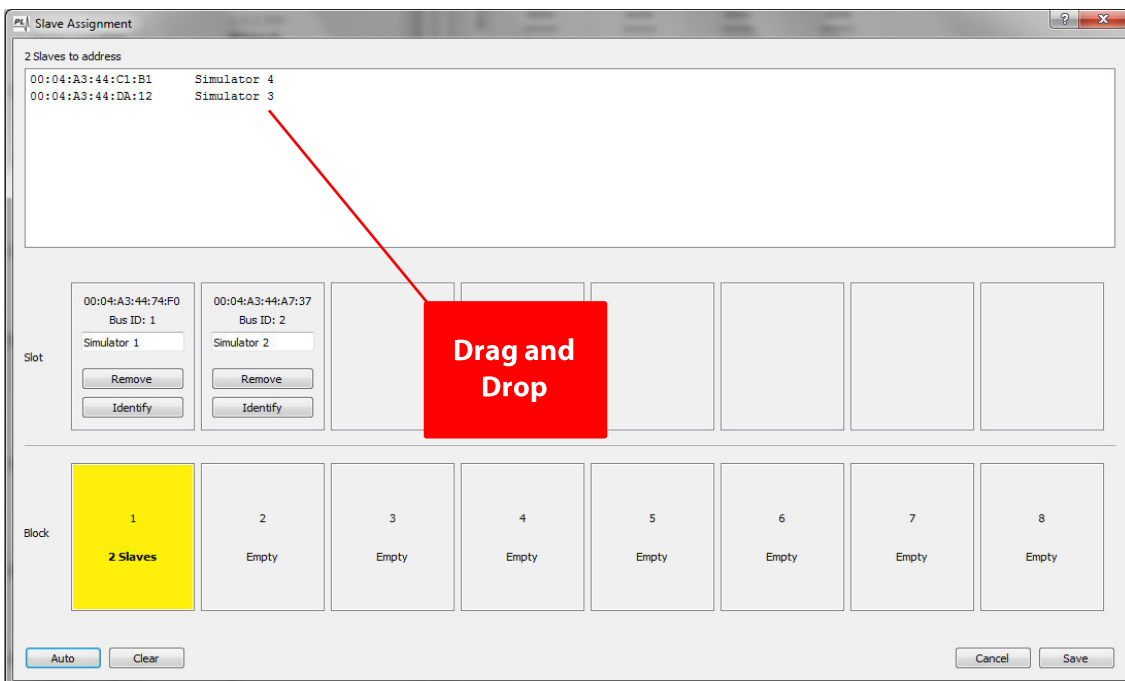 PL Slave Assignment
2 Slaves to address
00:04:A3:44:C1:B1 Simulator 4
00:04:A3:44:DA:12 Simulator 3
00:04:A3:44:74:F0
Bus ID: 1
Simulator 1
Remove
Identify
00:04:A3:44:A7:37
Bus ID: 2
Simulator 2
Remove
Identify
Slot
Drag and
Drop
Block
1
2 Slaves
2
Empty
3
Empty
4
Empty
5
Empty
6
Empty
7
Empty
8
Empty
Auto
Clear
Cancel
Save